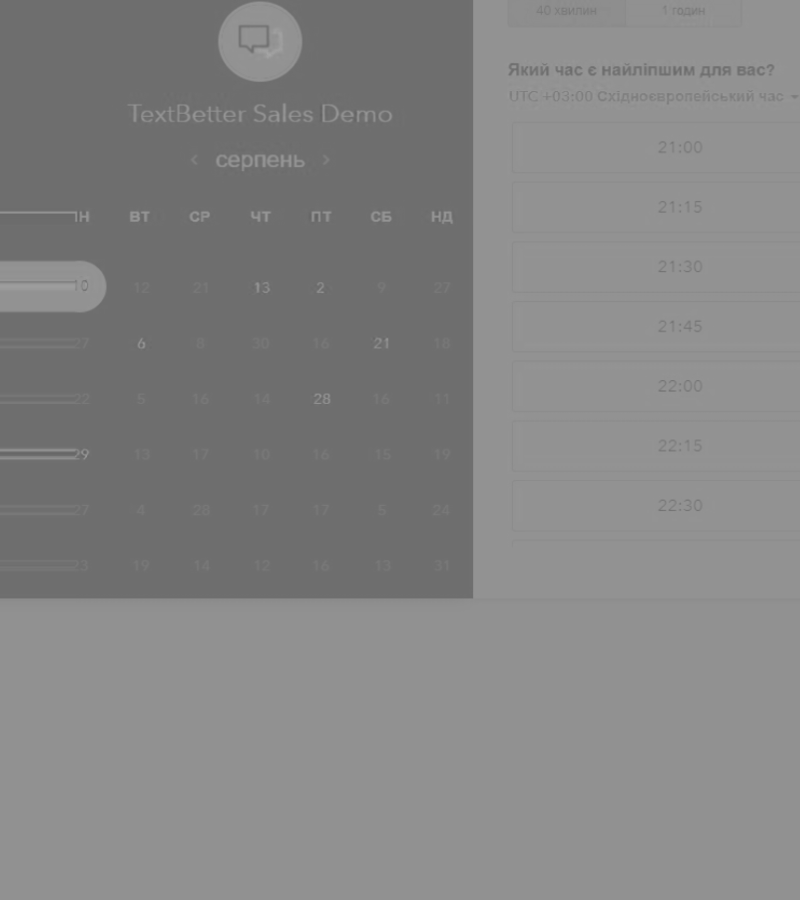 40 хвилин 1 годин
TextBetter Sales Demo
серпень
ВТ СР ЧТ ПТ СБ НД
10 12 21 13 2 9 27
27 6 8 30 16 21 18
22 5 16 14 28 16 11
29 13 17 10 16 15 19
27 4 28 17 17 5 24
23 19 14 12 16 13 31
Який час є найліпшим для вас?
UTC +03:00 Східноєвропейський час
21:00
21:15
21:30
21:45
22:00
22:15
22:30